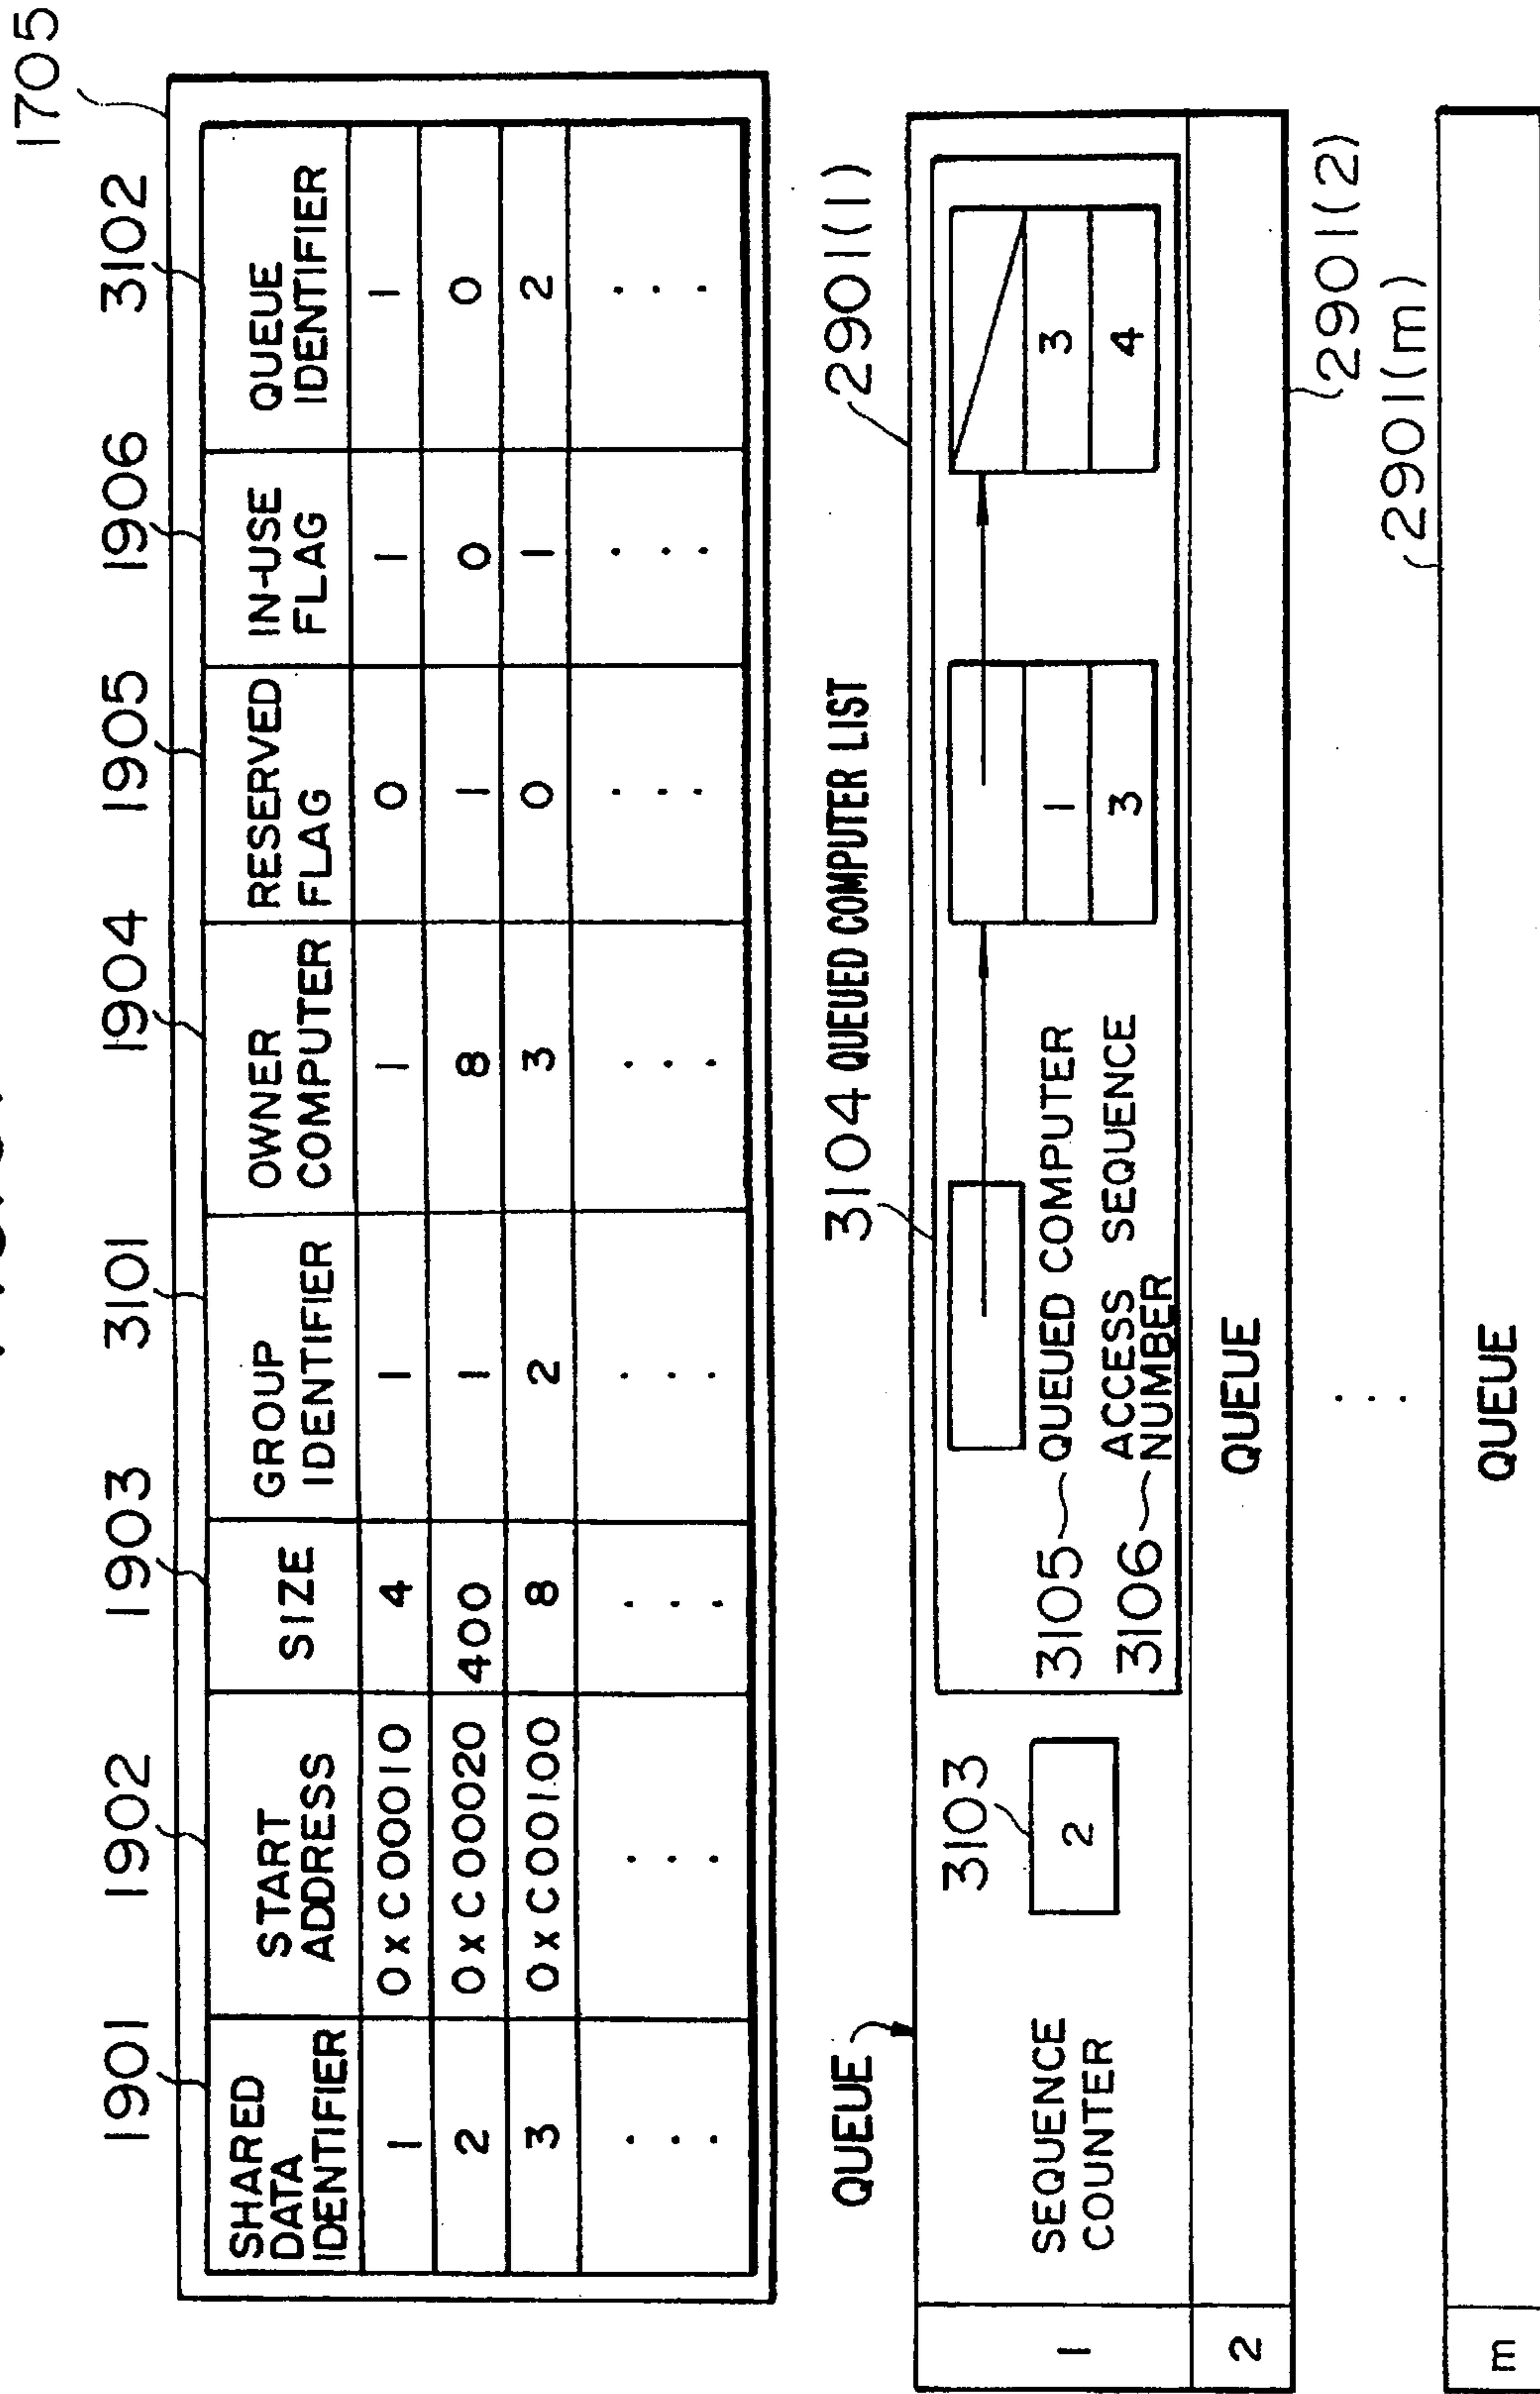 1705
1901
1902
1903
3101
1904
1905
1906
3102
SHARED DATA IDENTIFIER
START ADDRESS
SIZE
GROUP IDENTIFIER
OWNER COMPUTER
RESERVED FLAG
IN-USE FLAG
QUEUE IDENTIFIER
1 0xC00010 4 1 1 0 1 1
2 0xC00020 400 1 8 1 0 0
3 0xC00100 8 2 3 0 1 2
... ... ... ... ... ... ... ...
QUEUE
3104 QUEUED COMPUTER LIST
2901(1)
1
SEQUENCE COUNTER
3103
2
3105 QUEUED COMPUTER
1
3
3106 ACCESS SEQUENCE NUMBER
3
4
2
QUEUE
2901(2)
...
2901(m)
m
QUEUE